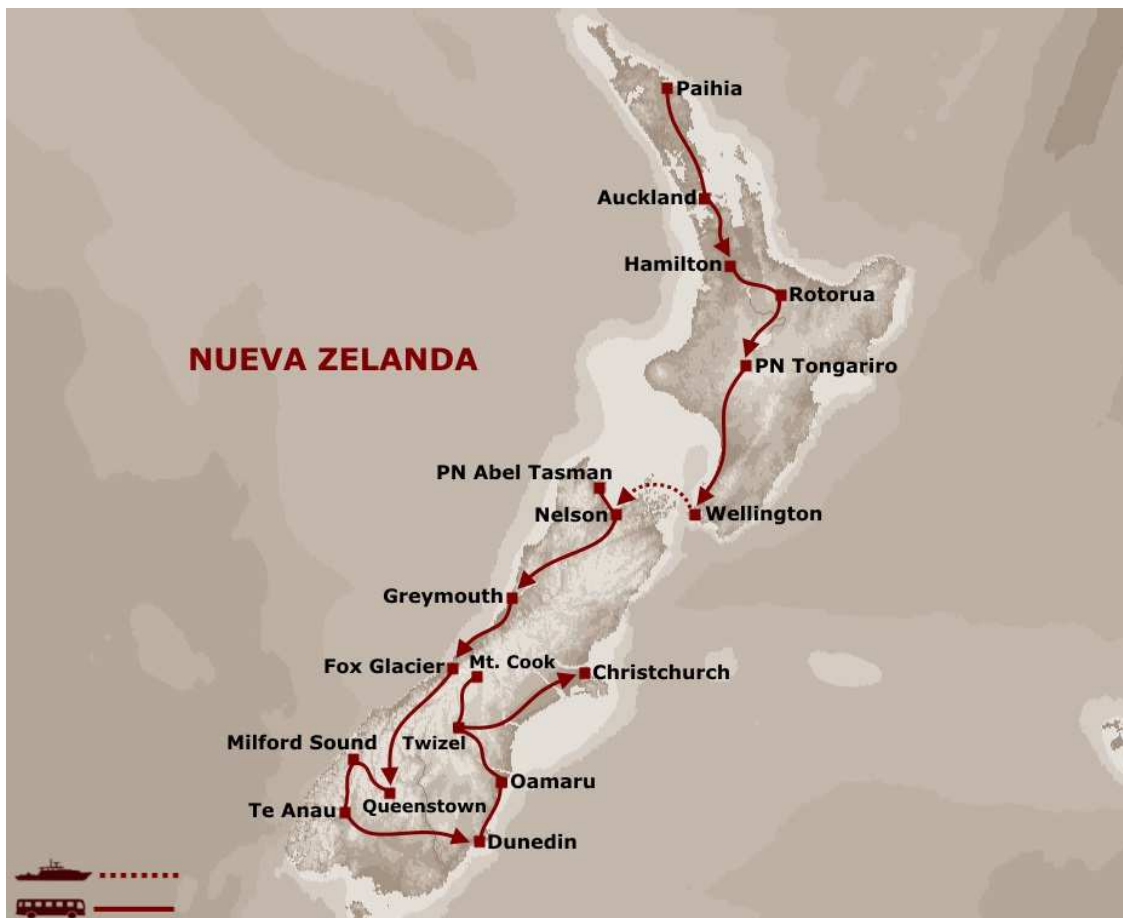 Paihia
Auckland
Hamilton
Rotorua
NUEVA ZELANDA
PN Tongariro
PN Abel Tasman
Nelson
Wellington
Greymouth
Fox Glacier
Mt. Cook
Christchurch
Milford Sound
Twizel
Oamaru
Te Anau
Queenstown
Dunedin